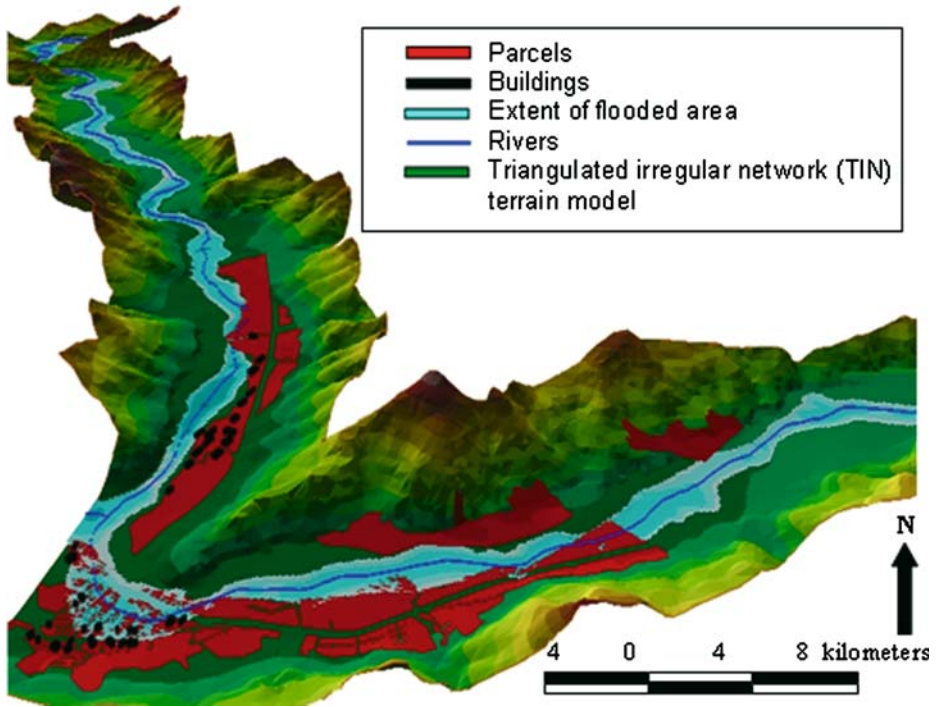 Parcels
Buildings
Extent of flooded area
Rivers
Triangulated irregular network (TIN)
terrain model
N
4 0 4 8 kilometers